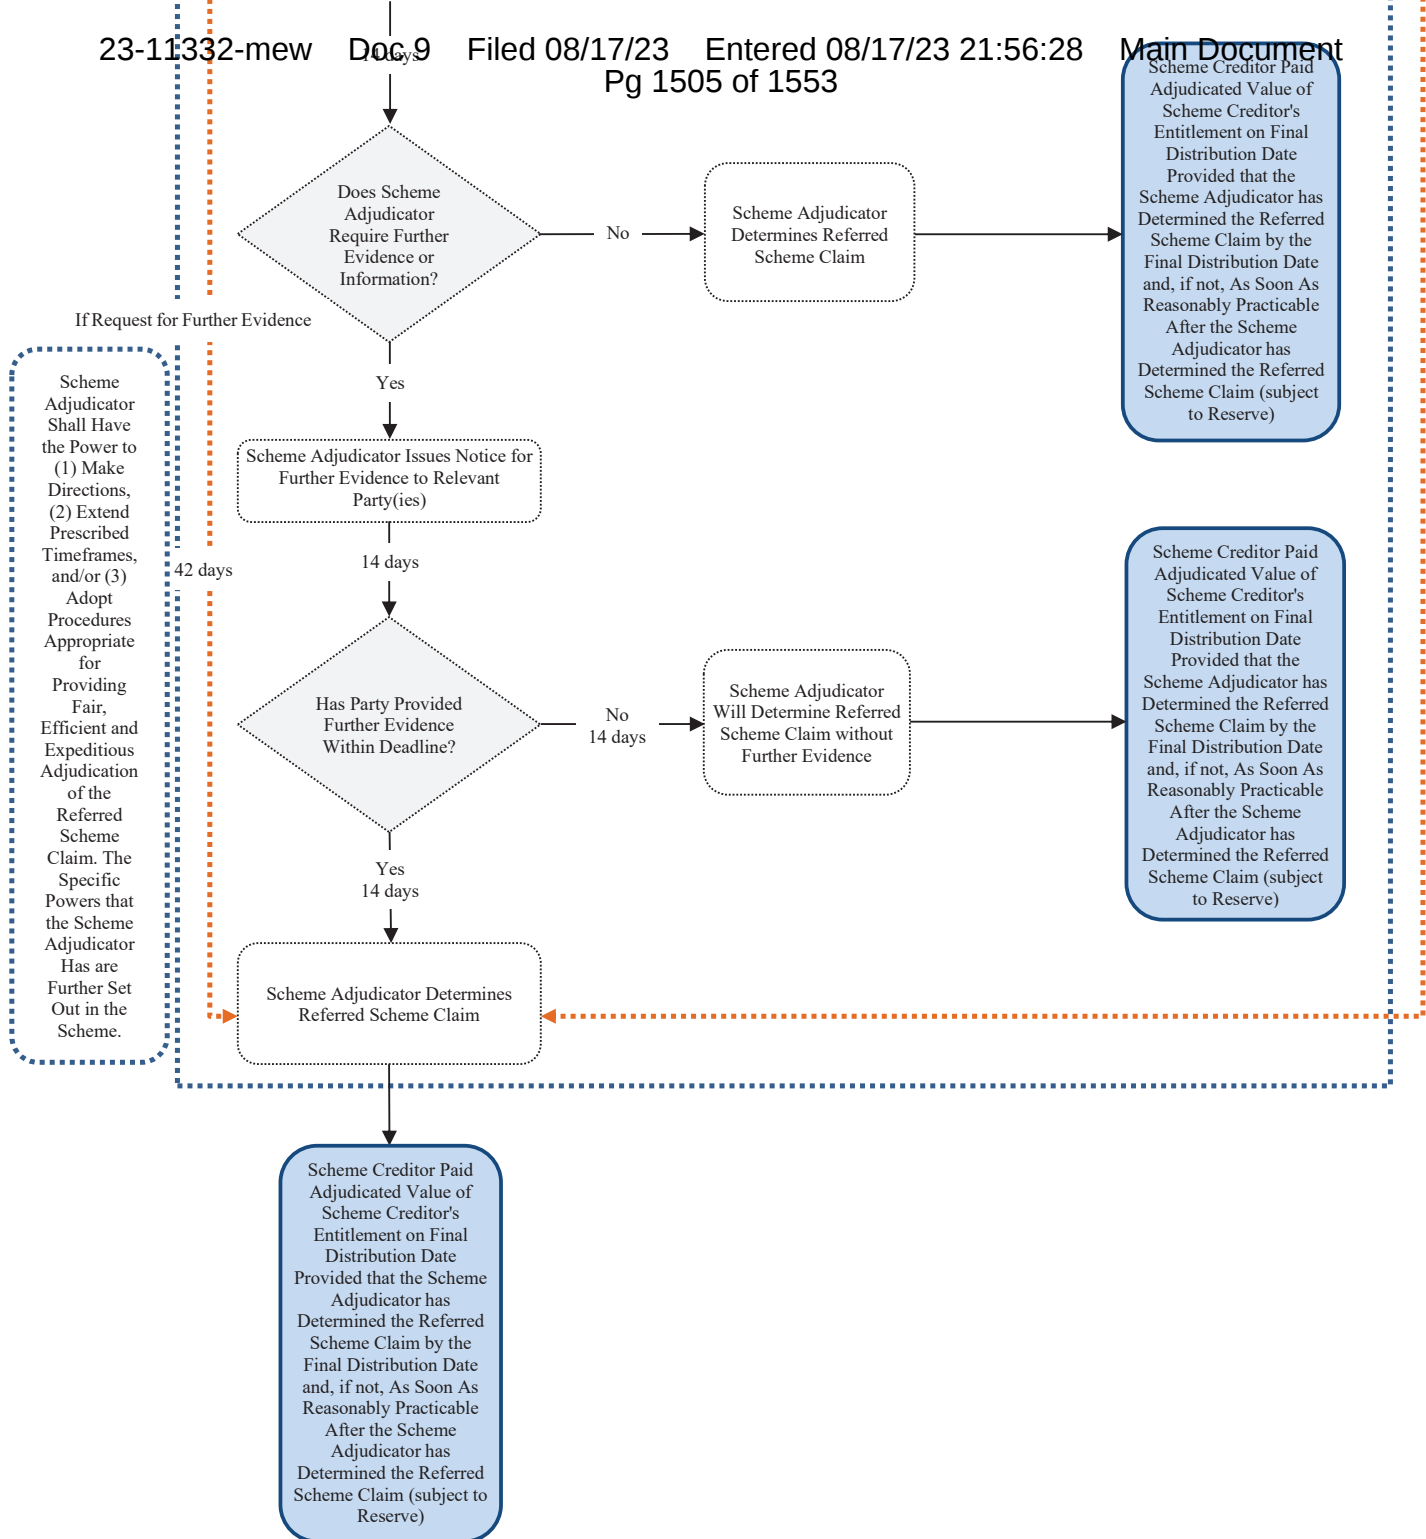 23-11332-mew Doc 9 Filed 08/17/23 Entered 08/17/23 21:56:28 Main Document
Pg 1505 of 1553
14 days
Does Scheme
Adjudicator
Require Further
Evidence or
Information?
No
Scheme Adjudicator
Determines Referred
Scheme Claim
Scheme Creditor Paid
Adjudicated Value of
Scheme Creditor's
Entitlement on Final
Distribution Date
Provided that the
Scheme Adjudicator has
Determined the Referred
Scheme Claim by the
Final Distribution Date
and, if not, As Soon As
Reasonably Practicable
After the Scheme
Adjudicator has
Determined the Referred
Scheme Claim (subject
to Reserve)
If Request for Further Evidence
Yes
Scheme
Adjudicator
Shall Have
the Power to
(1) Make
Directions,
(2) Extend
Prescribed
Timeframes,
and/or (3)
Adopt
Procedures
Appropriate
for
Providing
Fair,
Efficient and
Expeditious
Adjudication
of the
Referred
Scheme
Claim. The
Specific
Powers that
the Scheme
Adjudicator
Has are
Further Set
Out in the
Scheme.
Scheme Adjudicator Issues Notice for
Further Evidence to Relevant
Party(ies)
42 days
14 days
Has Party Provided
Further Evidence
Within Deadline?
No
14 days
Scheme Adjudicator
Will Determine Referred
Scheme Claim without
Further Evidence
Scheme Creditor Paid
Adjudicated Value of
Scheme Creditor's
Entitlement on Final
Distribution Date
Provided that the
Scheme Adjudicator has
Determined the Referred
Scheme Claim by the
Final Distribution Date
and, if not, As Soon As
Reasonably Practicable
After the Scheme
Adjudicator has
Determined the Referred
Scheme Claim (subject
to Reserve)
Yes
14 days
Scheme Adjudicator Determines
Referred Scheme Claim
Scheme Creditor Paid
Adjudicated Value of
Scheme Creditor's
Entitlement on Final
Distribution Date
Provided that the Scheme
Adjudicator has
Determined the Referred
Scheme Claim by the
Final Distribution Date
and, if not, As Soon As
Reasonably Practicable
After the Scheme
Adjudicator has
Determined the Referred
Scheme Claim (subject to
Reserve)